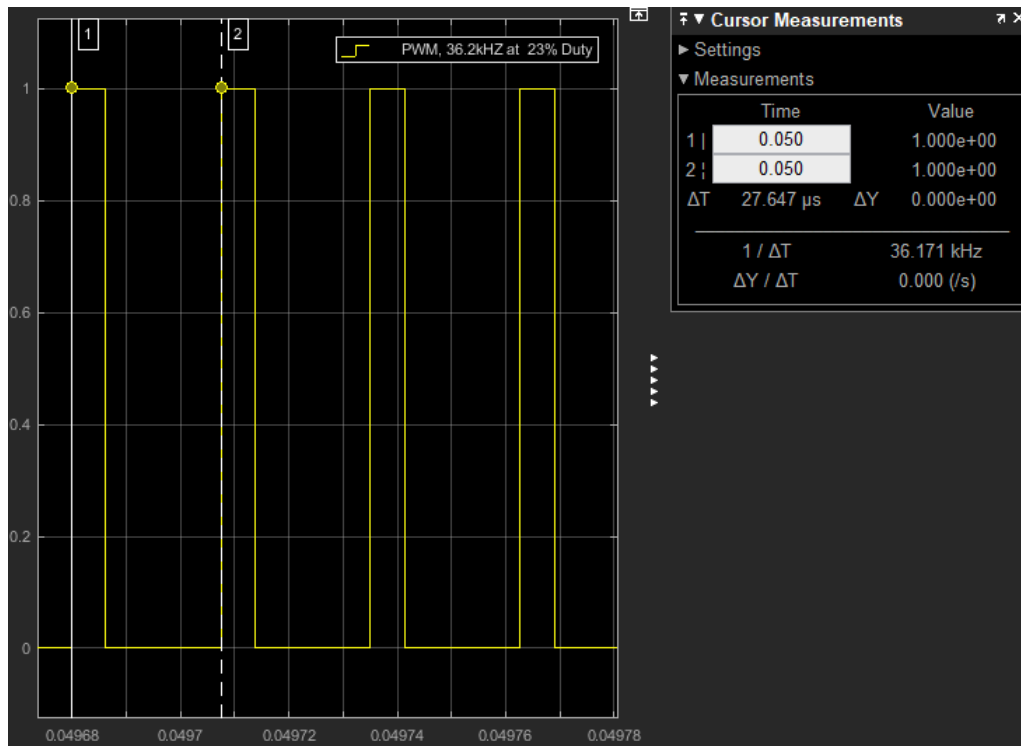 1
2
PWM, 36.2kHZ at  23% Duty
1
0.8
0.6
0.4
0.2
0
0.04968 0.0497 0.04972 0.04974 0.04976 0.04978
Cursor Measurements
Settings
Measurements
Time Value
1 | 0.050 1.000e+00
2 ¦ 0.050 1.000e+00
ΔT 27.647 µs ΔY 0.000e+00
1 / ΔT 36.171 kHz
ΔY / ΔT 0.000 (/s)